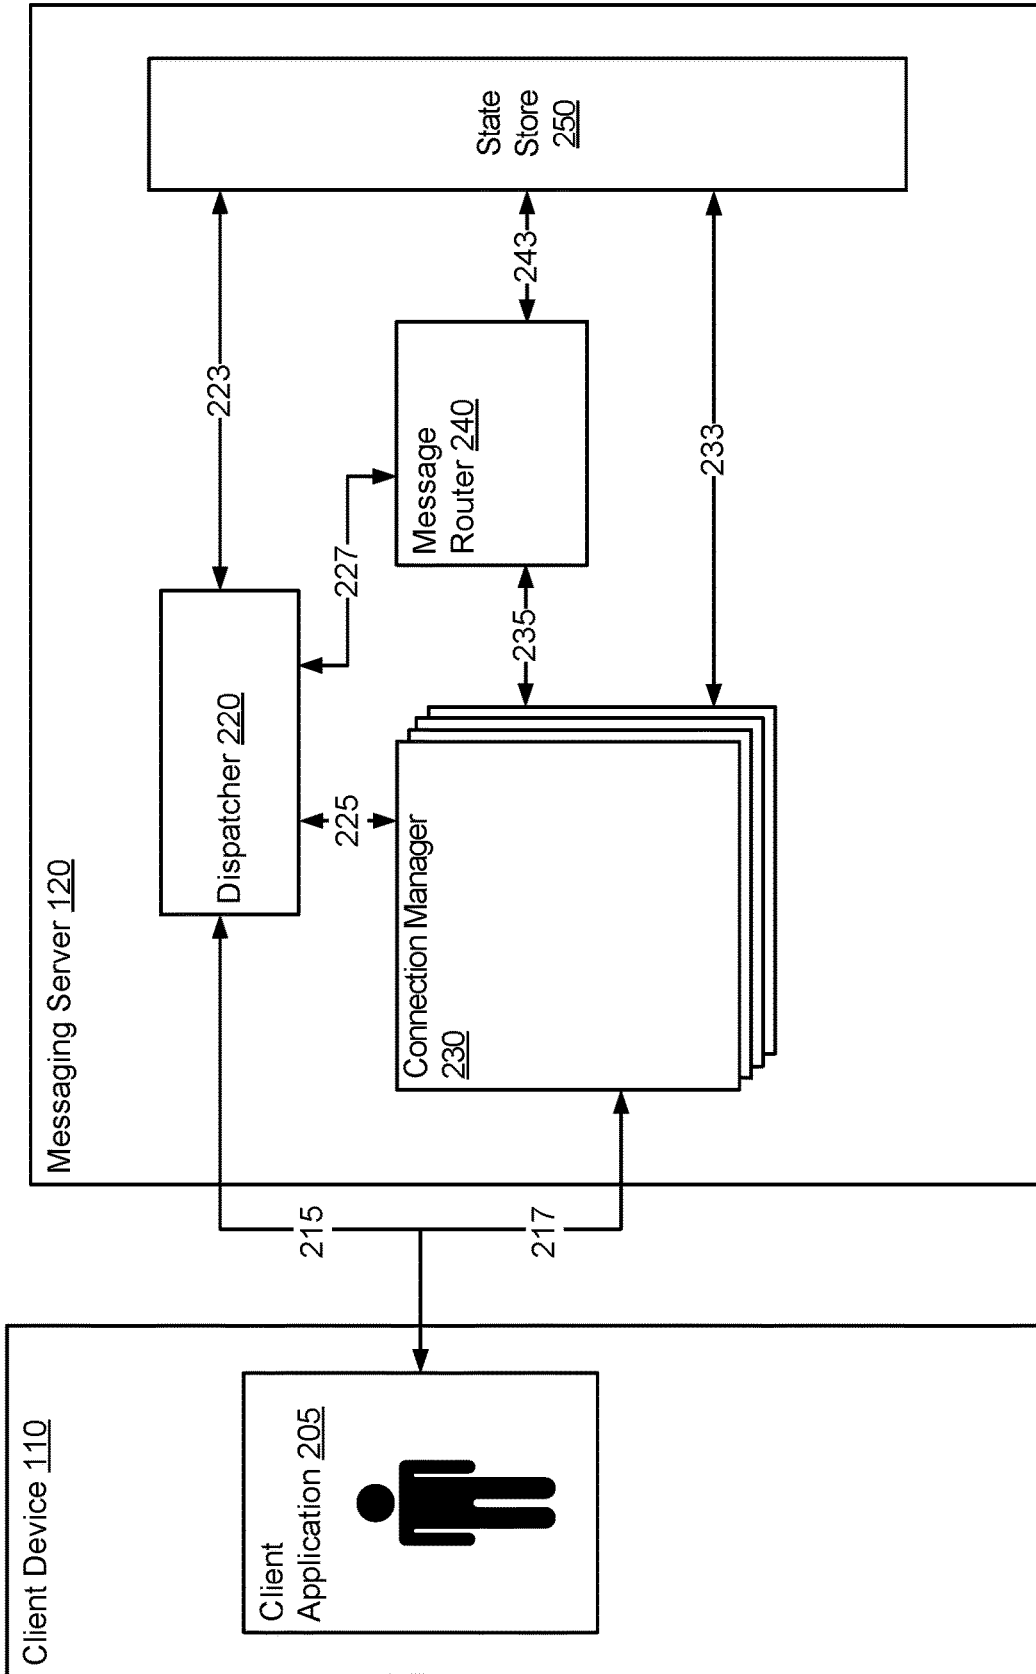 Client Device 110
Client
Application 205
215
217
Messaging Server 120
Dispatcher 220
225
Connection Manager
230
227
235
Message
Router 240
223
243
233
State
Store
250